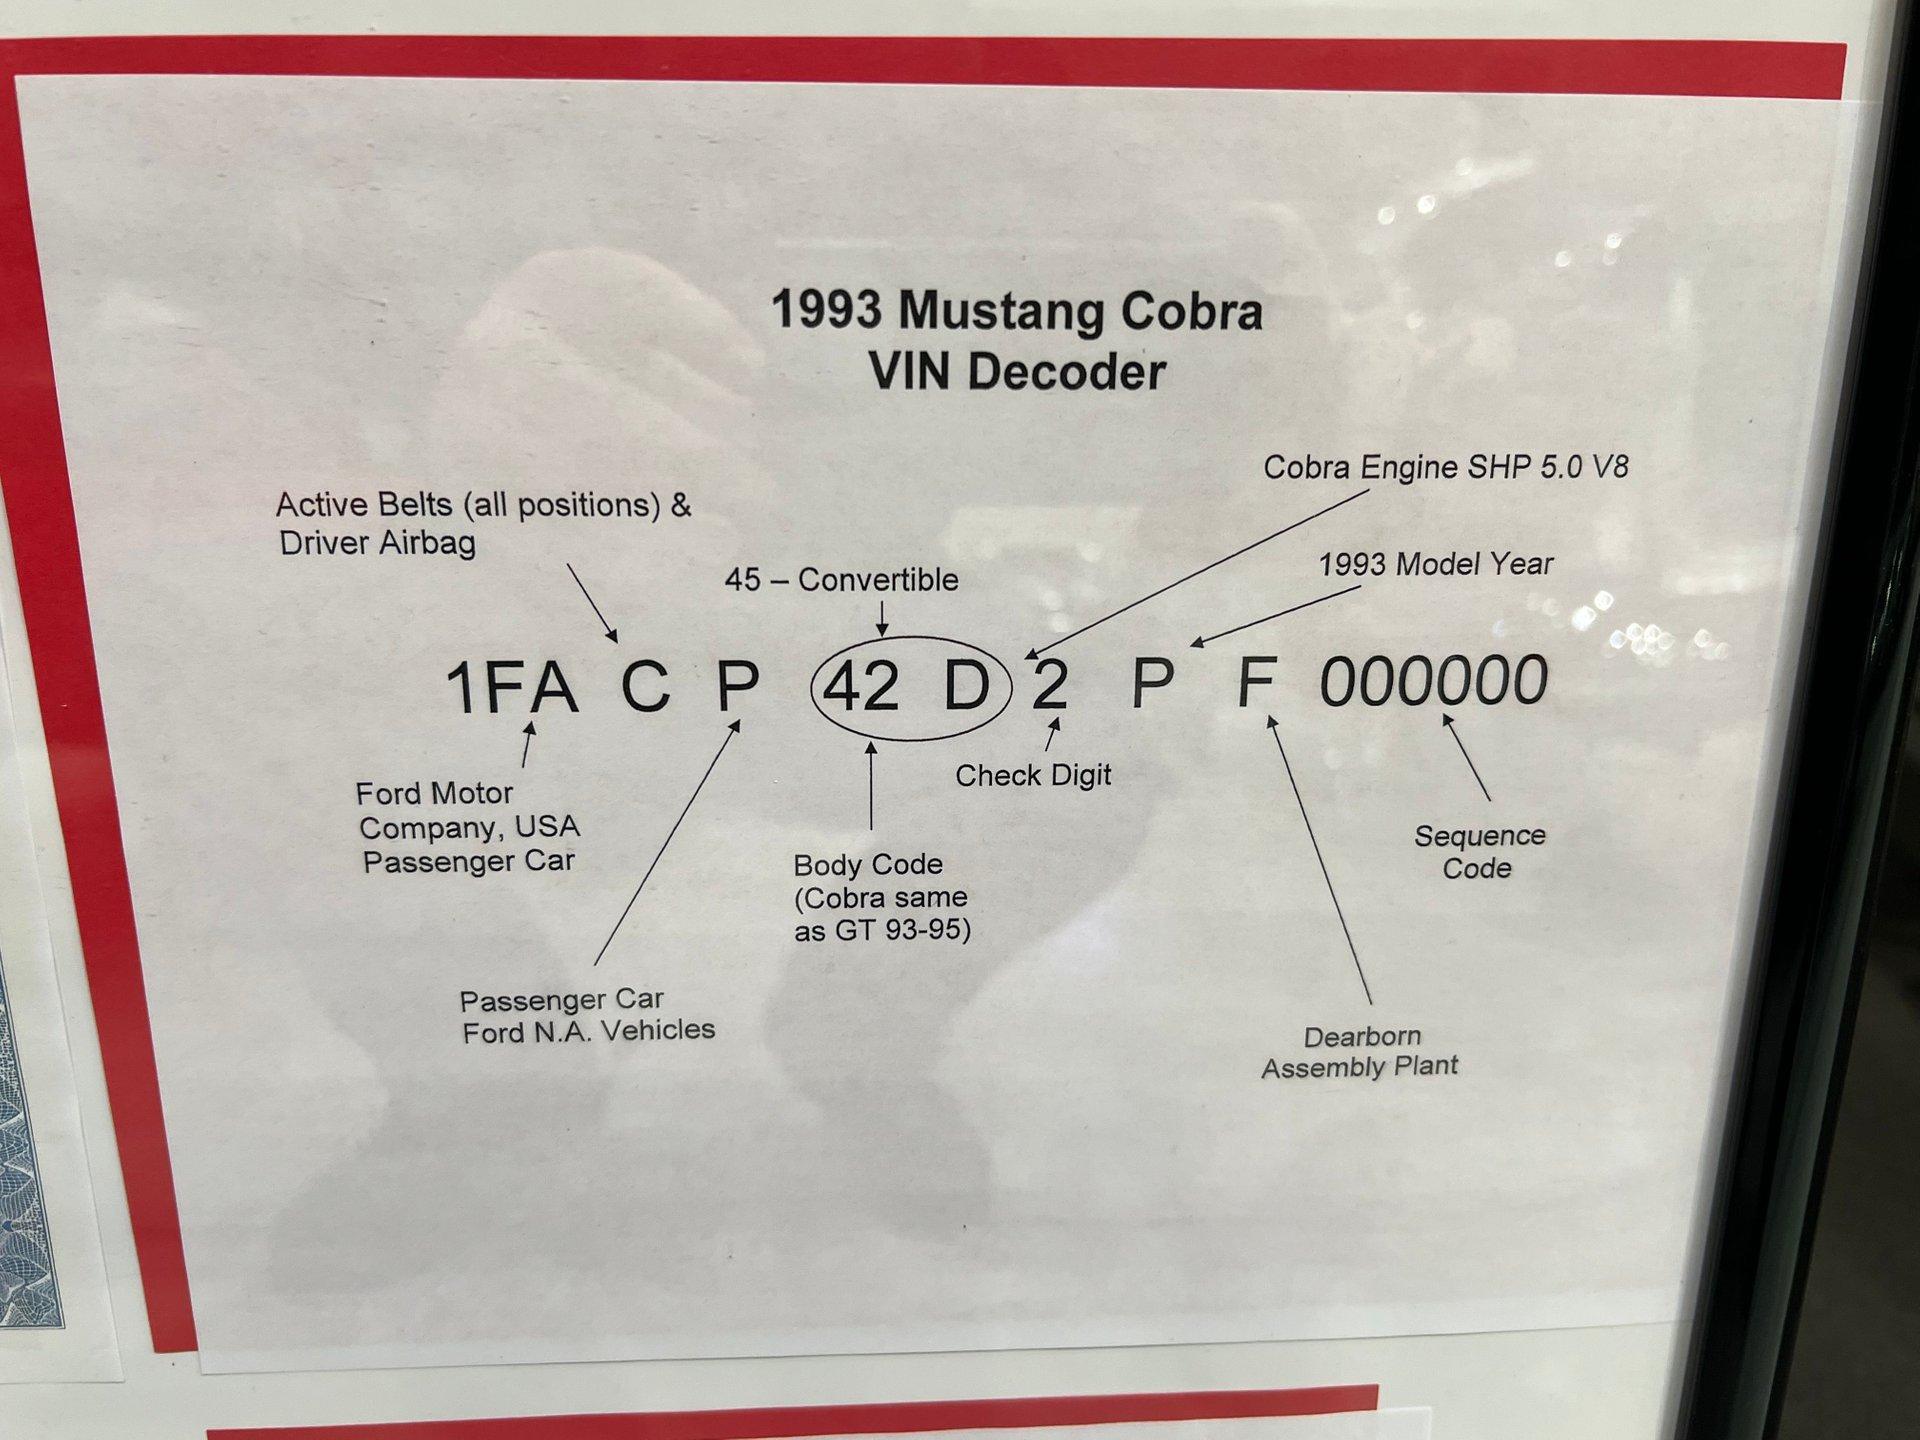 1993 Mustang Cobra
VIN Decoder
Cobra Engine SHP 5.0 V8
Active Belts (all positions) &
Driver Airbag
1993 Model Year
45 – Convertible
1FA C P 42 D 2 P F 000000
Ford Motor
Company, USA
Passenger Car
Check Digit
Body Code
(Cobra same
as GT 93-95)
Sequence
Code
Passenger Car
Ford N.A. Vehicles
Dearborn
Assembly Plant